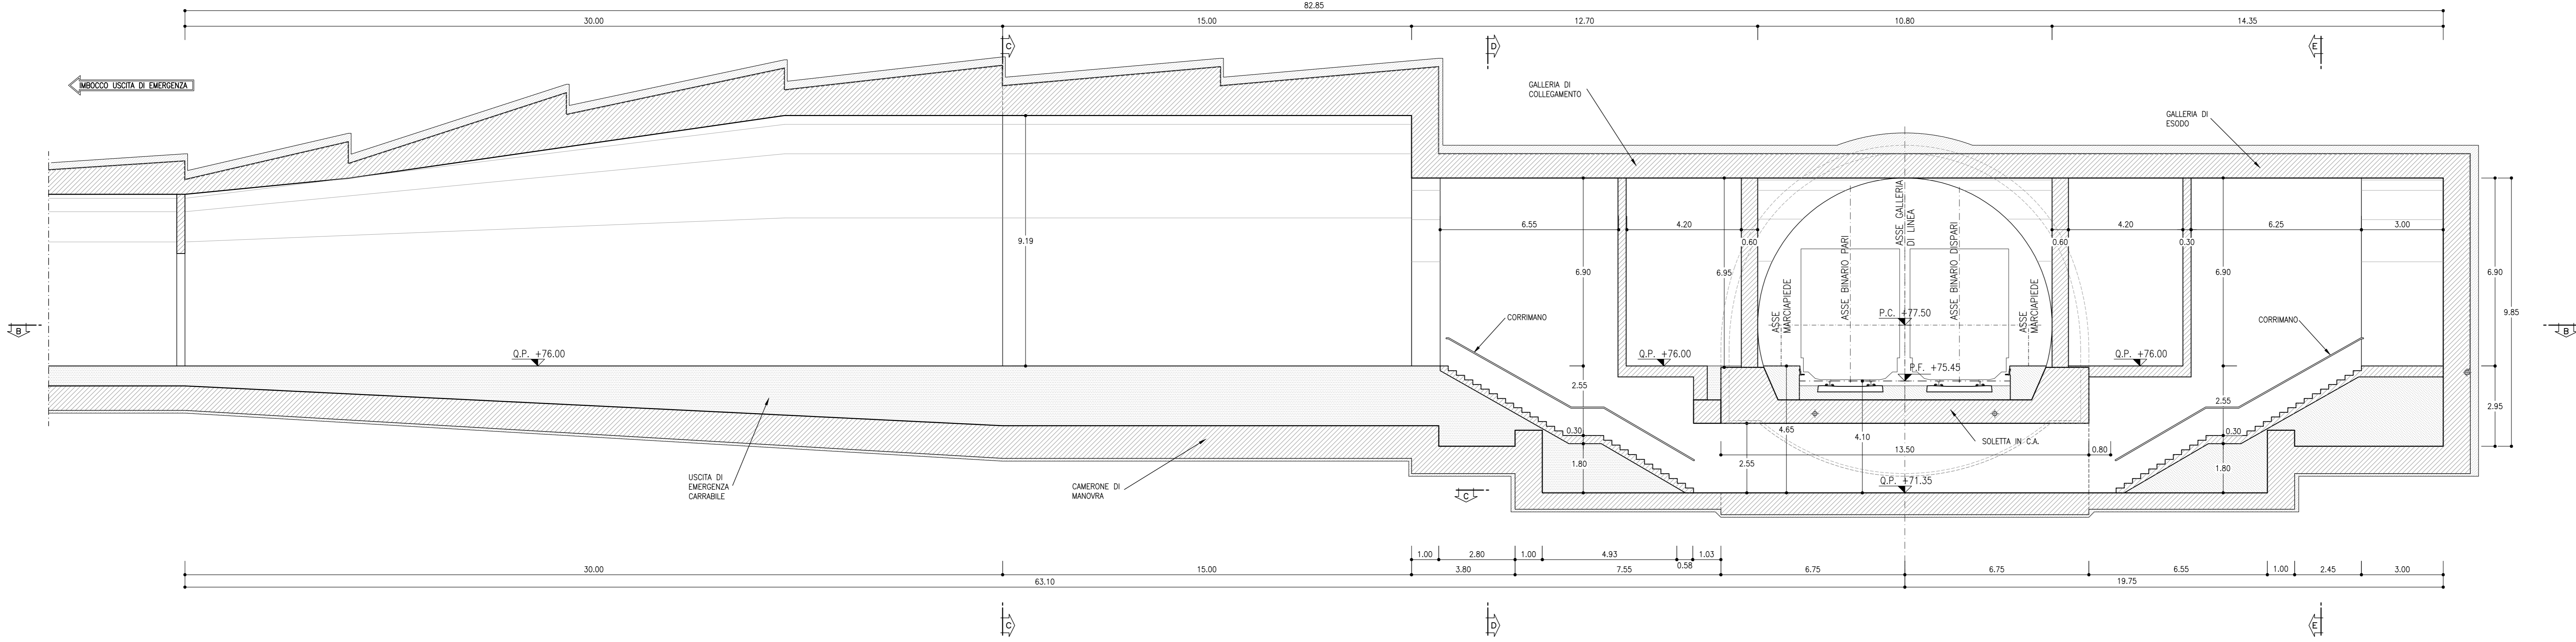 82.85
30.00
15.00
12.70
10.80
14.35
C
D
E
IMBOCCO USCITA DI EMERGENZA
GALLERIA DI
COLLEGAMENTO
GALLERIA DI
ESODO
9.19
6.55
4.20
0.60
0.60
4.20
0.30
6.25
3.00
6.90
6.95
6.90
6.90
9.85
2.95
ASSE
MARCIAPIEDE
ASSE BINARIO PARI
ASSE GALLERIA
DI LINEA
ASSE BINARIO DISPARI
ASSE
MARCIAPIEDE
B
B
CORRIMANO
CORRIMANO
P.C. +77.50
Q.P. +76.00
Q.P. +76.00
Q.P. +76.00
P.F. +75.45
2.55
0.30
1.80
2.55
4.65
4.10
SOLETTA IN C.A.
13.50
0.80
2.55
0.30
1.80
Q.P. +71.35
USCITA DI
EMERGENZA
CARRABILE
CAMERONE DI
MANOVRA
C
1.00
2.80
1.00
4.93
0.58
1.03
30.00
15.00
3.80
7.55
6.75
6.75
6.55
1.00
2.45
3.00
63.10
19.75
C
D
E